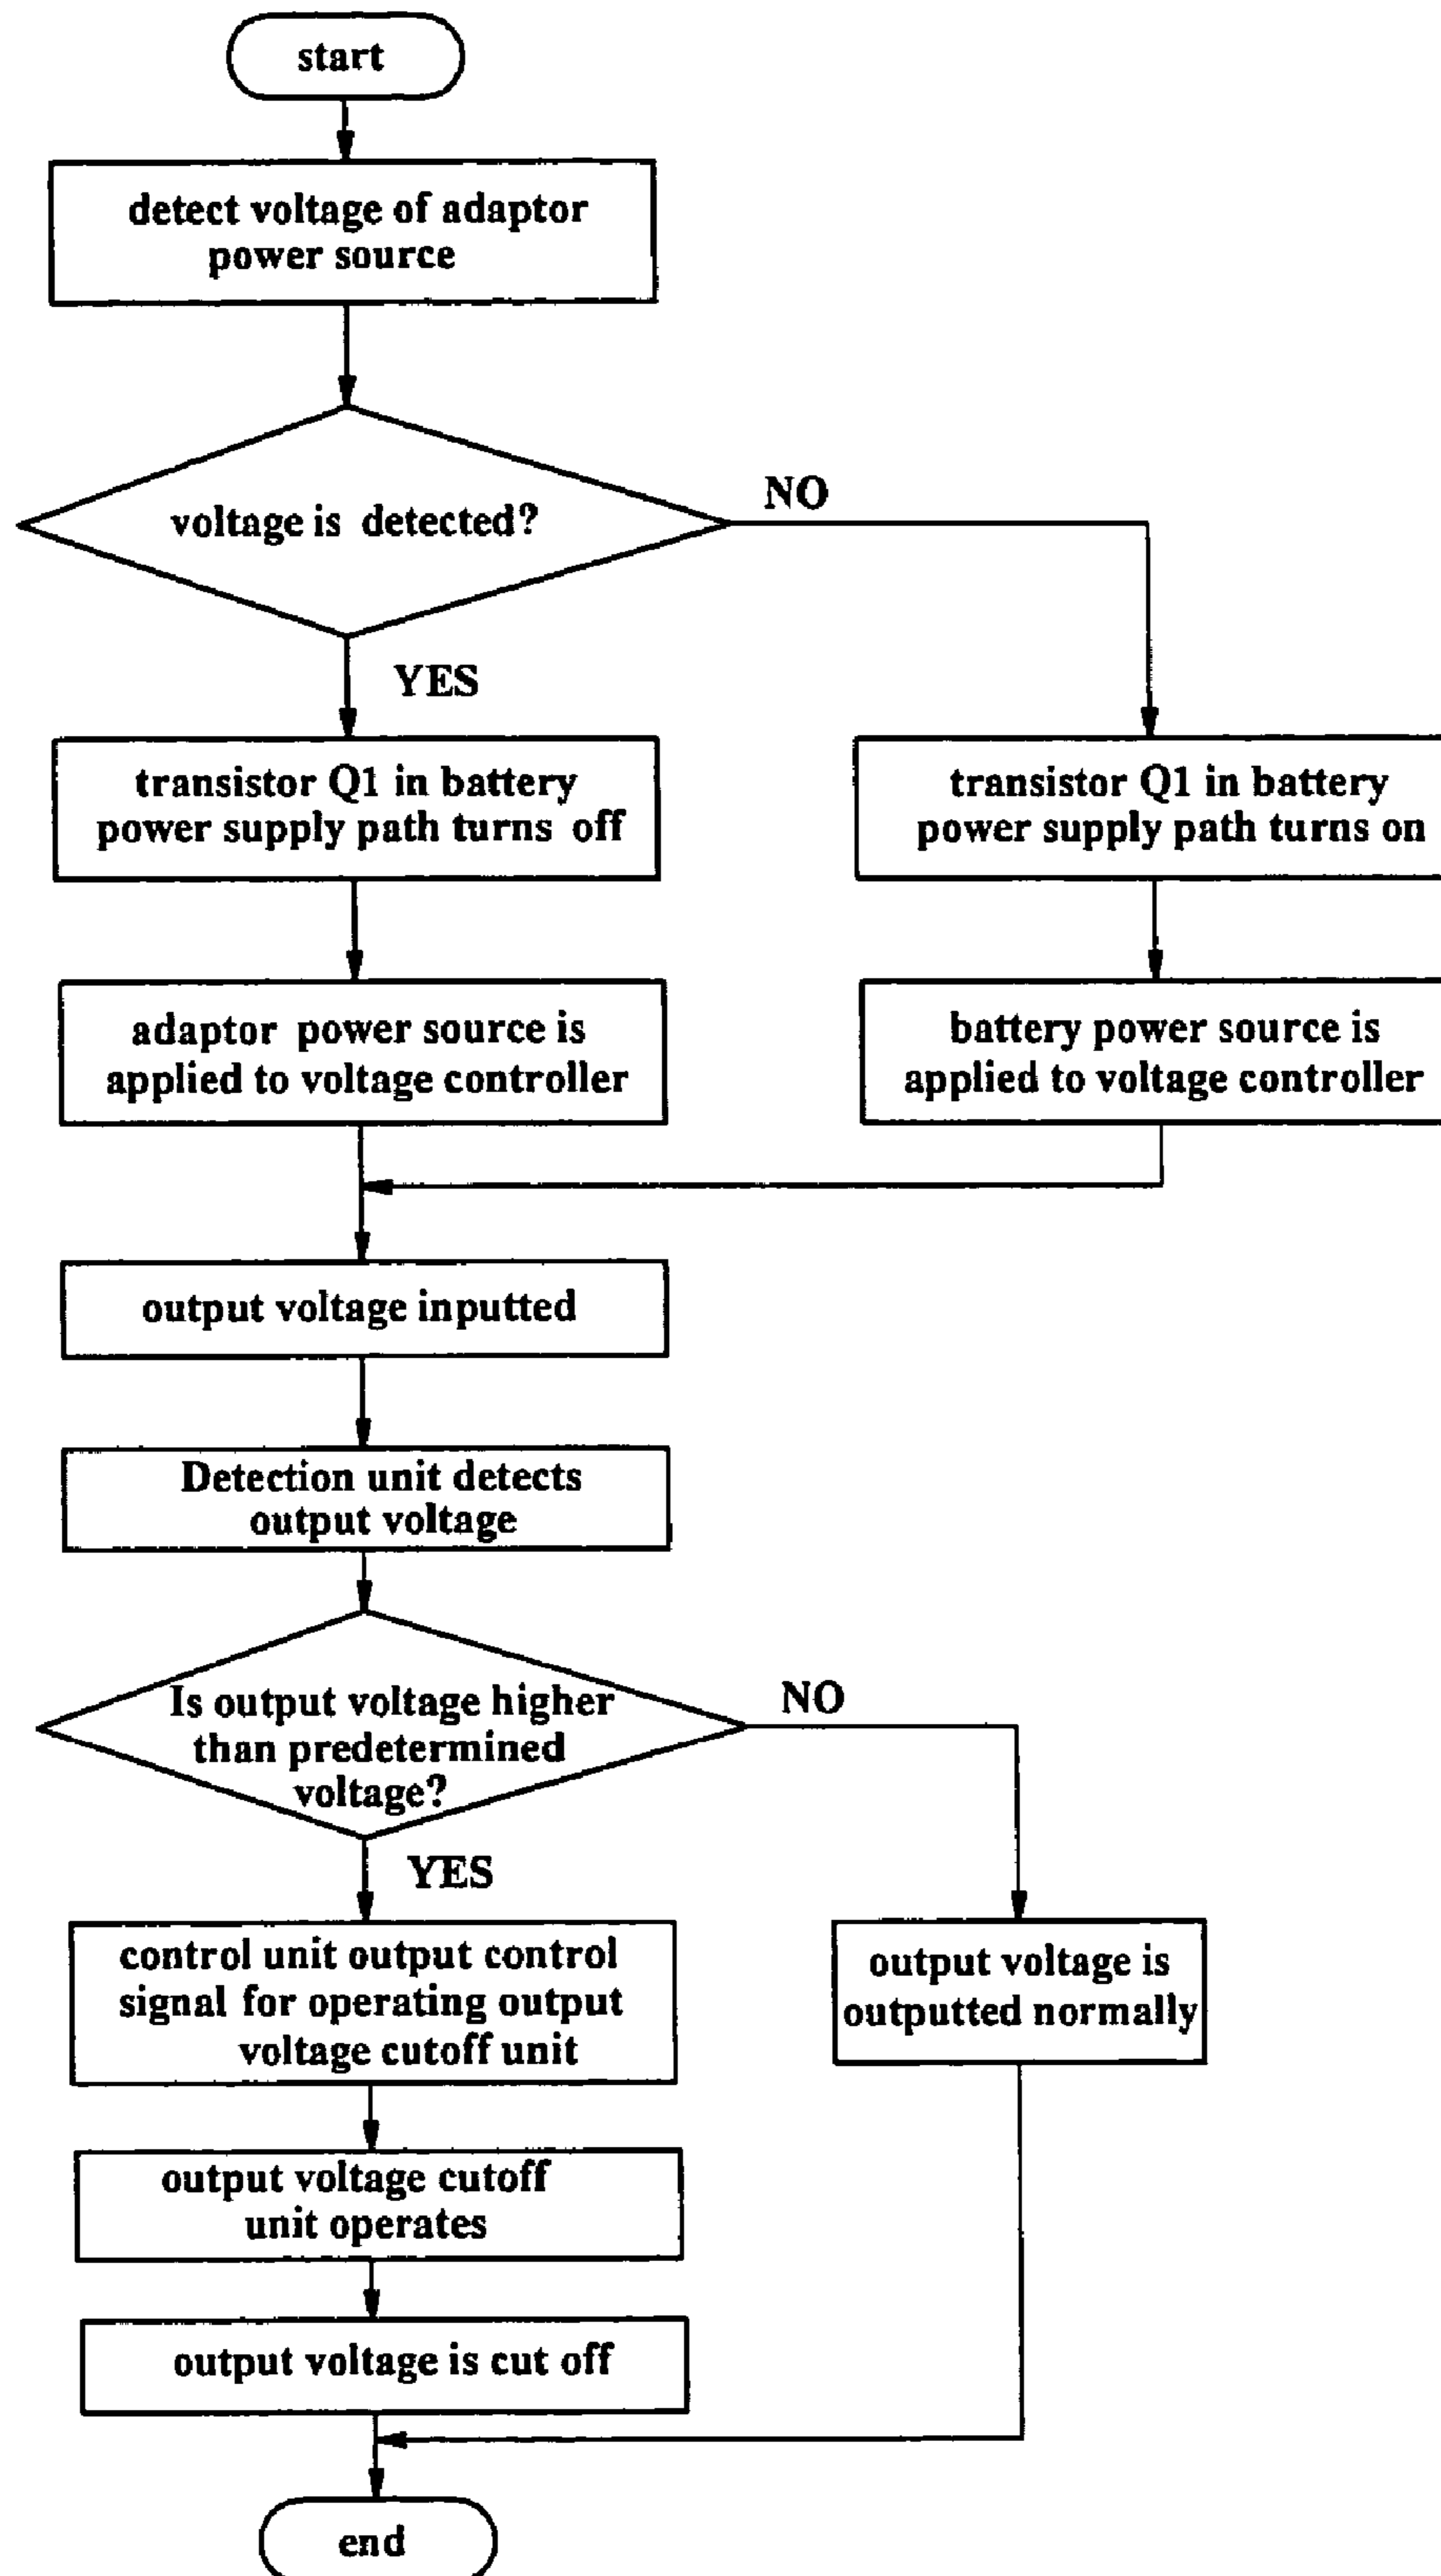 start
detect voltage of adaptor
power source
voltage is detected?
NO
YES
transistor Q1 in battery
power supply path turns off
transistor Q1 in battery
power supply path turns on
adaptor power source is
applied to voltage controller
battery power source is
applied to voltage controller
output voltage inputted
Detection unit detects
output voltage
Is output voltage higher
than predetermined
voltage?
NO
YES
control unit output control
signal for operating output
voltage cutoff unit
output voltage is
outputted normally
output voltage cutoff
unit operates
output voltage is cut off
end